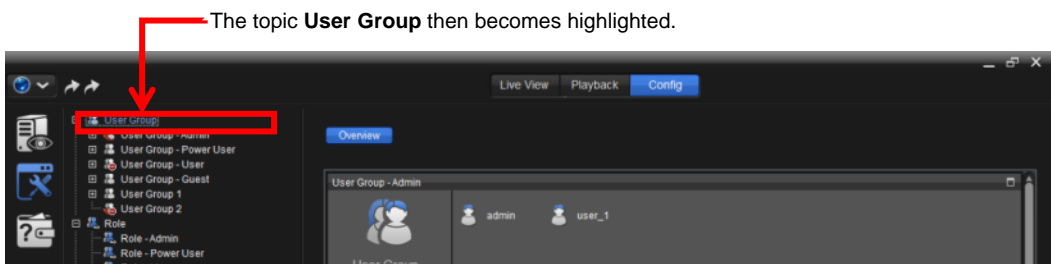 The topic User Group then becomes highlighted.
Live View Playback Config
User Group
User Group - Admin
User Group - Power User
User Group - User
User Group - Guest
User Group 1
User Group 2
Role
Role - Admin
Role - Power User
Overview
User Group - Admin
admin user_1
User Group